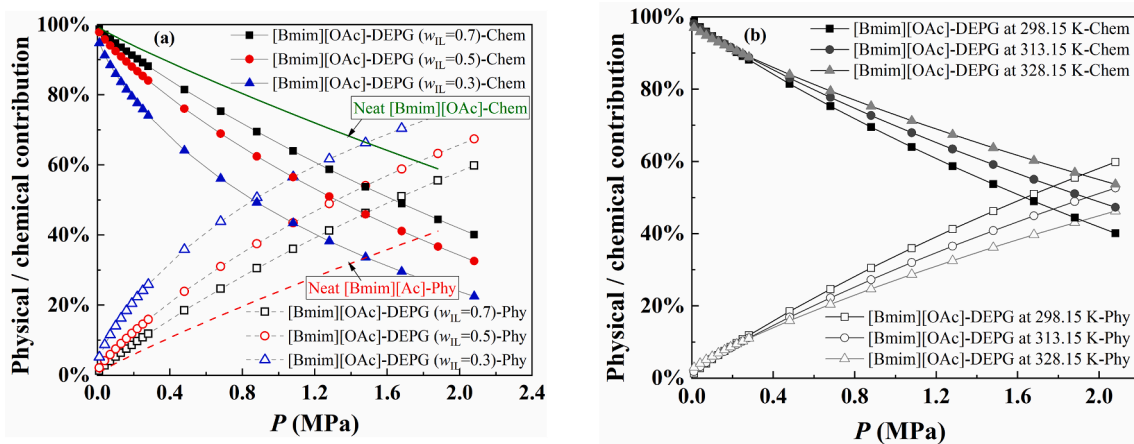 (a)
[Bmim][OAc]-DEPG (wIL=0.7)-Chem
[Bmim][OAc]-DEPG (wIL=0.5)-Chem
[Bmim][OAc]-DEPG (wIL=0.3)-Chem
Neat [Bmim][OAc]-Chem
Neat [Bmim][Ac]-Phy
[Bmim][OAc]-DEPG (wIL=0.7)-Phy
[Bmim][OAc]-DEPG (wIL=0.5)-Phy
[Bmim][OAc]-DEPG (wIL=0.3)-Phy
Physical / chemical contribution
100%
80%
60%
40%
20%
0%
0.0 0.4 0.8 1.2 1.6 2.0 2.4
P (MPa)
(b)
[Bmim][OAc]-DEPG at 298.15 K-Chem
[Bmim][OAc]-DEPG at 313.15 K-Chem
[Bmim][OAc]-DEPG at 328.15 K-Chem
[Bmim][OAc]-DEPG at 298.15 K-Phy
[Bmim][OAc]-DEPG at 313.15 K-Phy
[Bmim][OAc]-DEPG at 328.15 K-Phy
Physical / chemical contribution
100%
80%
60%
40%
20%
0%
0.0 0.4 0.8 1.2 1.6 2.0
P (MPa)